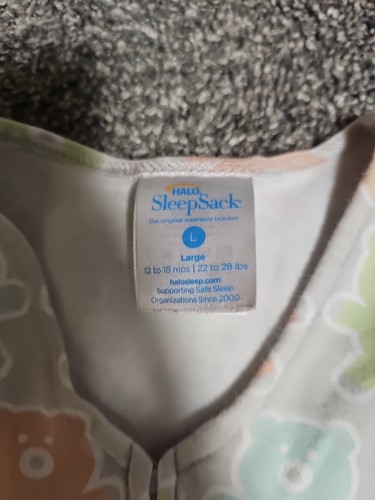 HALO
SleepSack
the original wearable blanket
L
Large
12 to 18 mos | 22 to 28 lbs
halosleep.com
Supporting Safe Sleep
Organizations Since 2000.